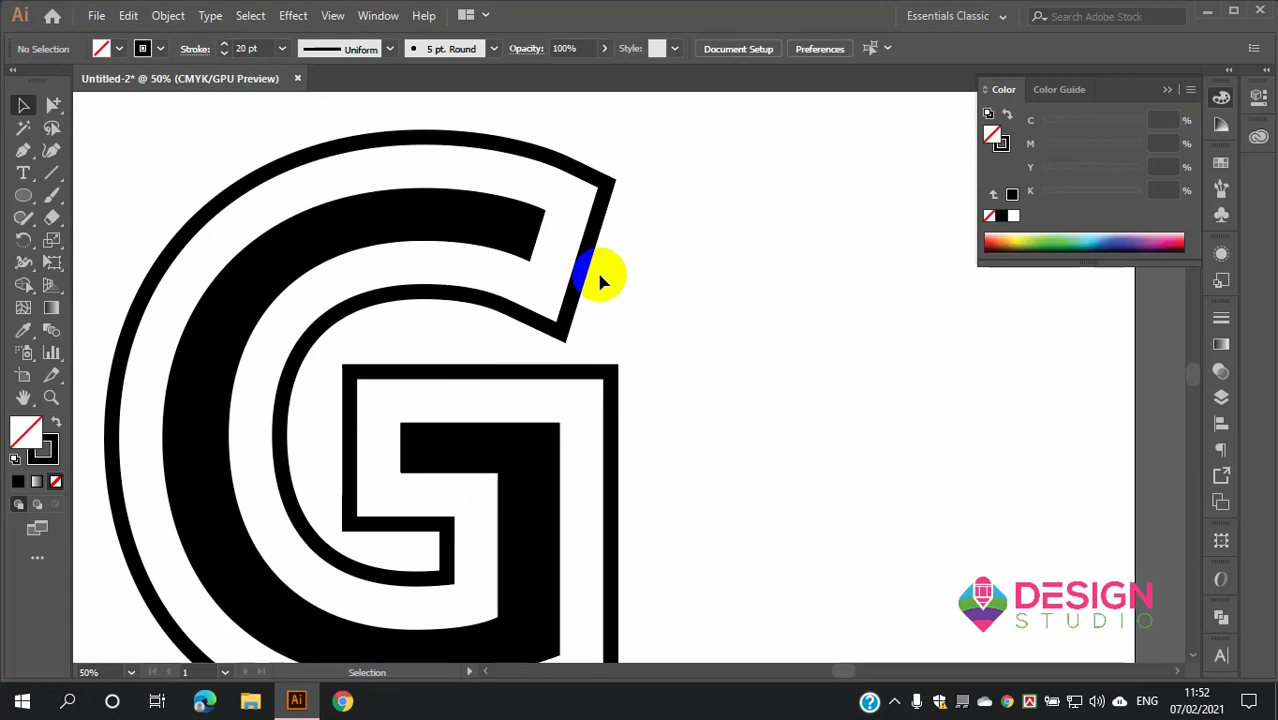 Ai File Edit Object Type Select Effect View Window Help Essentials Classic Search Adobe Stock
No Selection Stroke: 20 pt Uniform 5 pt. Round Opacity: 100% Style: Document Setup Preferences
Untitled-2* @ 50% (CMYK/GPU Preview)
Color Color Guide
C %
M %
Y %
K %
G
DESIGN
STUDIO
50% 1 Selection
Ai ENG 11:52
07/02/2021